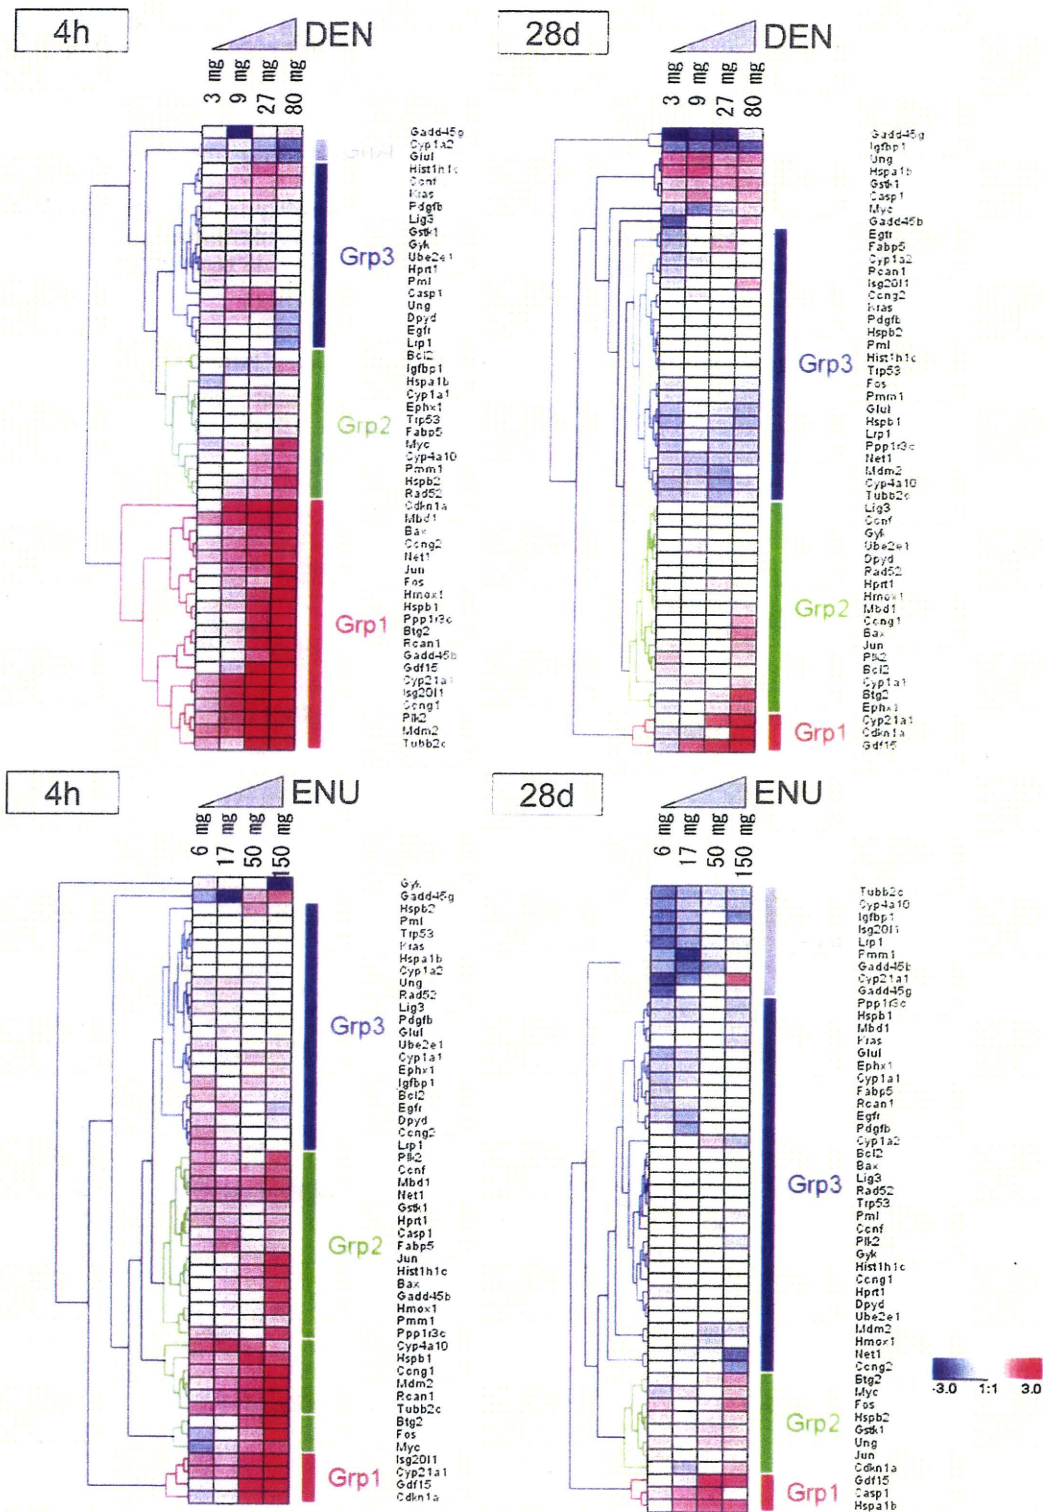 4h
DEN
3 mg
9 mg
27 mg
80 mg
Gadd45g
Cyp1a2
Glul
Hist1h1c
Ccnf
Kras
Pdgfb
Lig3
Gstk1
Gyk
Ube2e1
Hprt1
Pml
Casp1
Ung
Dpyd
Egfr
Lrp1
Bcl2
Igfbp1
Hspa1b
Cyp1a1
Ephx1
Trp53
Fabp5
Myc
Cyp4a10
Pmm1
Hspb2
Rad52
Cdkn1a
Mbd1
Bax
Ccng2
Net1
Jun
Fos
Hmox1
Hspb1
Ppp1r3c
Btg2
Rcan1
Gadd45b
Gdf15
Cyp21a1
Isg20l1
Ccng1
Plk2
Mdm2
Tubb2c
Grp3
Grp2
Grp1
28d
DEN
3 mg
9 mg
27 mg
80 mg
Gadd45g
Igfbp1
Ung
Hspa1b
Gstk1
Casp1
Myc
Gadd45b
Egfr
Fabp5
Cyp1a2
Rcan1
Isg20l1
Ccng2
Kras
Pdgfb
Hspb2
Pml
Hist1h1c
Trp53
Fos
Pmm1
Glul
Hspb1
Lrp1
Ppp1r3c
Net1
Mdm2
Cyp4a10
Tubb2c
Lig3
Ccnf
Gyk
Ube2e1
Dpyd
Rad52
Hprt1
Hmox1
Mbd1
Ccng1
Bax
Jun
Plk2
Bcl2
Cyp1a1
Btg2
Ephx1
Cyp21a1
Cdkn1a
Gdf15
Grp3
Grp2
Grp1
4h
ENU
6 mg
17 mg
50 mg
150 mg
Gyk
Gadd45g
Hspb2
Pml
Trp53
Kras
Hspa1b
Cyp1a2
Ung
Rad52
Lig3
Pdgfb
Glul
Ube2e1
Cyp1a1
Ephx1
Igfbp1
Bcl2
Egfr
Dpyd
Ccng2
Lrp1
Plk2
Ccnf
Mbd1
Net1
Gstk1
Hprt1
Casp1
Fabp5
Jun
Hist1h1c
Bax
Gadd45b
Hmox1
Pmm1
Ppp1r3c
Cyp4a10
Hspb1
Ccng1
Mdm2
Rcan1
Tubb2c
Btg2
Fos
Myc
Isg20l1
Cyp21a1
Gdf15
Cdkn1a
Grp3
Grp2
Grp1
28d
ENU
6 mg
17 mg
50 mg
150 mg
Tubb2c
Cyp4a10
Igfbp1
Isg20l1
Lrp1
Pmm1
Gadd45b
Cyp21a1
Gadd45g
Ppp1r3c
Hspb1
Mbd1
Kras
Glul
Ephx1
Cyp1a1
Fabp5
Rcan1
Egfr
Pdgfb
Cyp1a2
Bcl2
Bax
Lig3
Rad52
Trp53
Pml
Ccnf
Plk2
Gyk
Hist1h1c
Ccng1
Hprt1
Dpyd
Ube2e1
Mdm2
Hmox1
Net1
Ccng2
Btg2
Myc
Fos
Hspb2
Gstk1
Ung
Jun
Cdkn1a
Gdf15
Casp1
Hspa1b
Grp3
Grp2
Grp1
-3.0 1:1 3.0